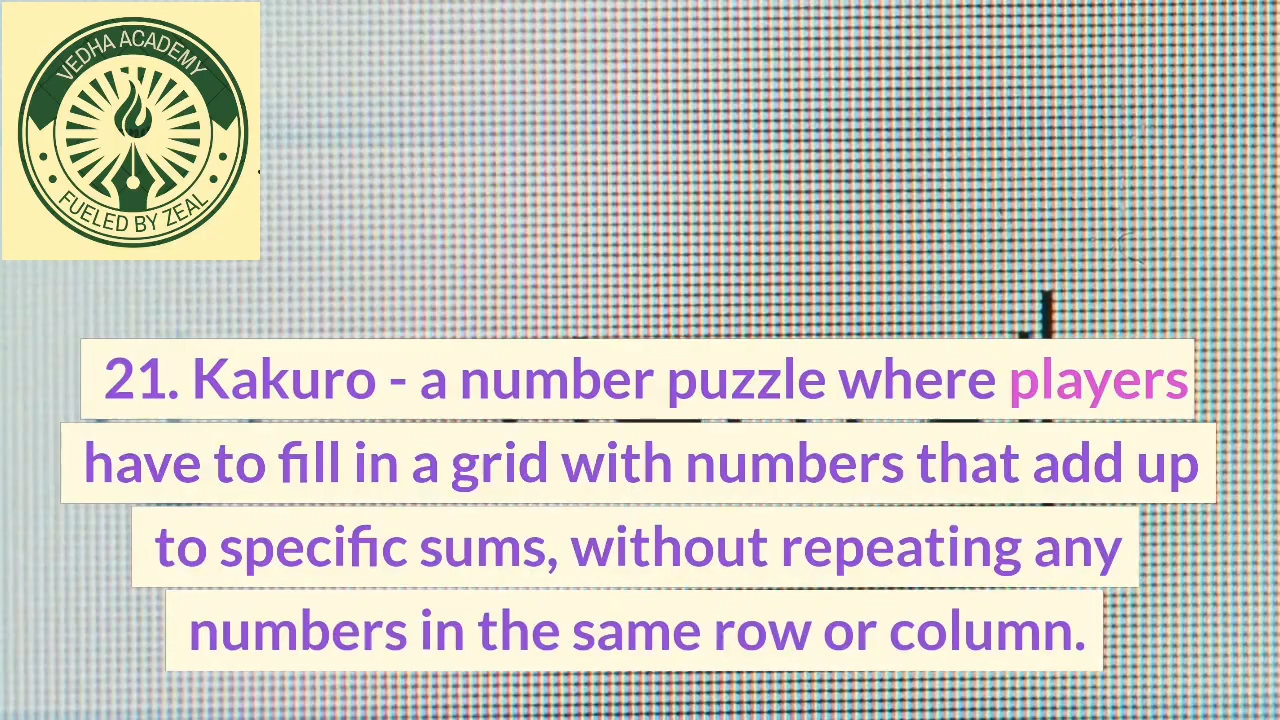 VEDHA ACADEMY
FUELED BY ZEAL
21. Kakuro - a number puzzle where players
have to fill in a grid with numbers that add up
to specific sums, without repeating any
numbers in the same row or column.